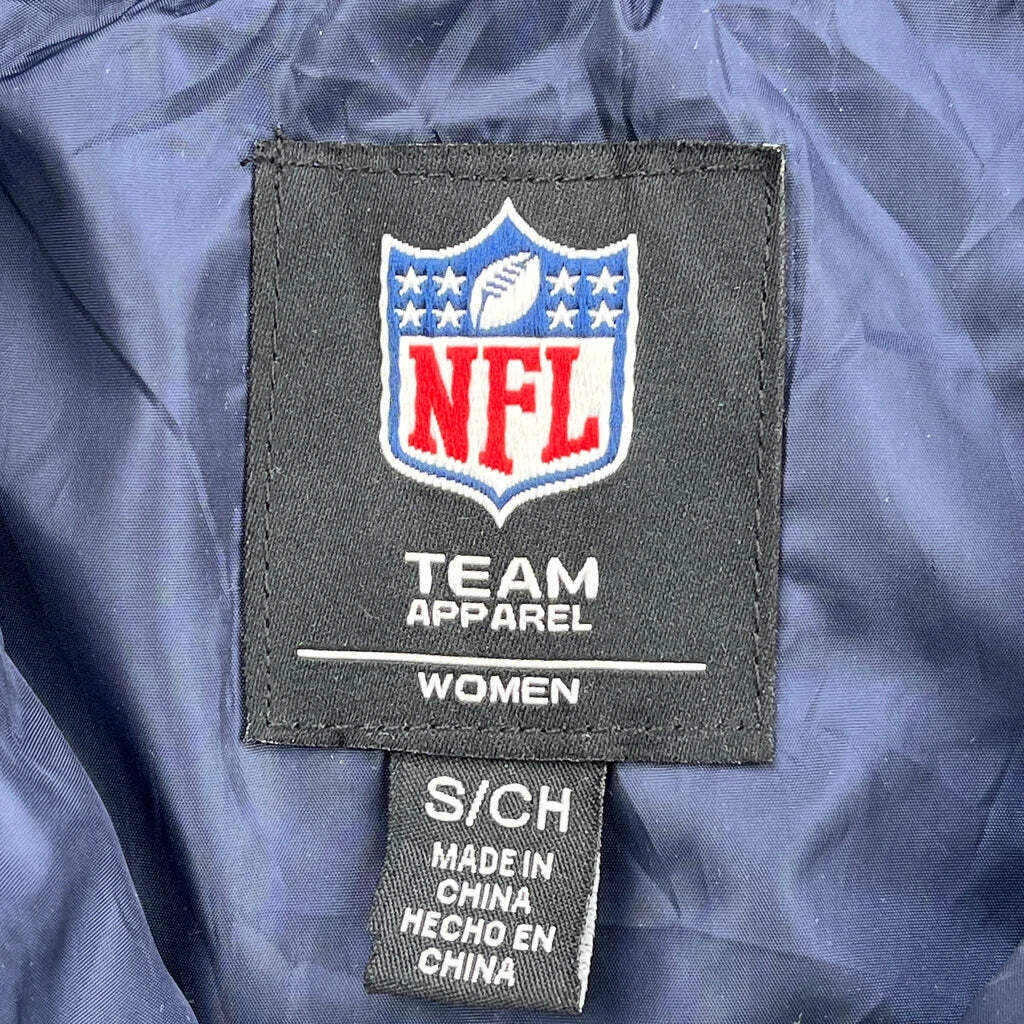 NFL
TEAM
APPAREL
WOMEN
S/CH
MADE IN
CHINA
HECHO EN
CHINA